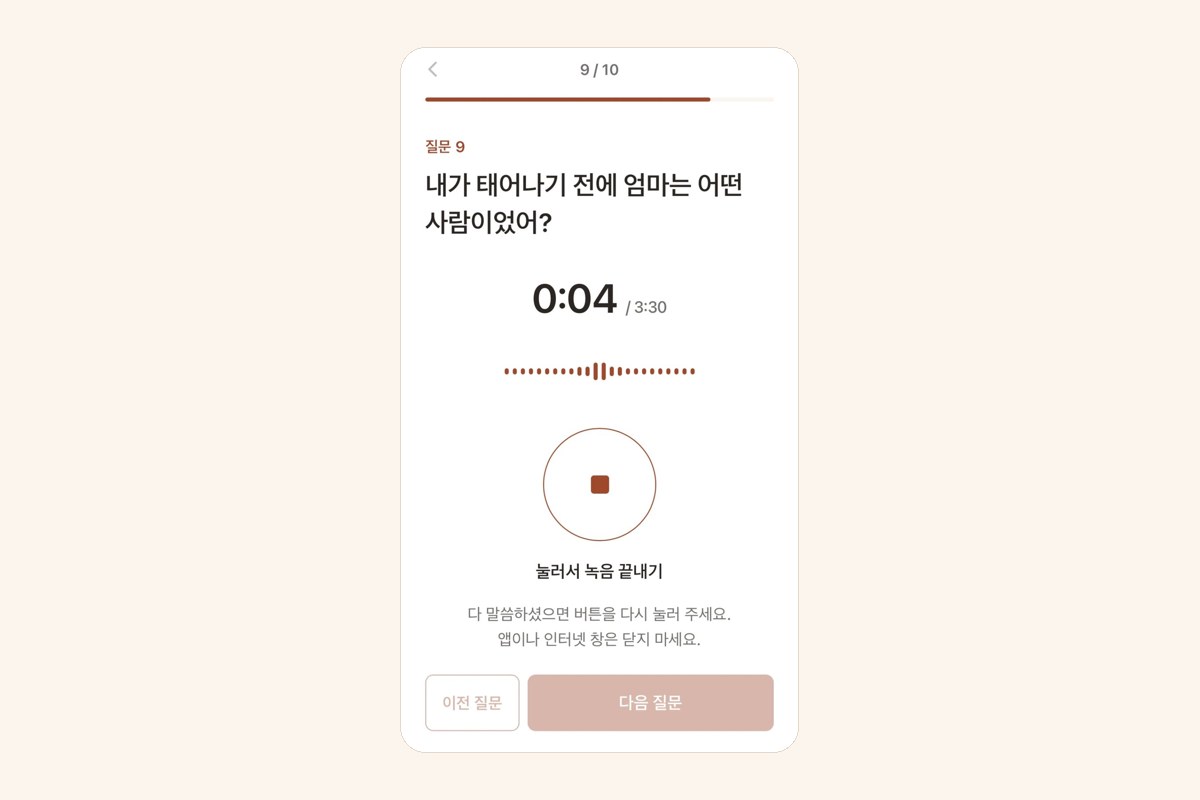 9 / 10
질문 9
내가 태어나기 전에 엄마는 어떤
사람이었어?
0:04 / 3:30
눌러서 녹음 끝내기
다 말씀하셨으면 버튼을 다시 눌러 주세요.
앱이나 인터넷 창은 닫지 마세요.
이전 질문
다음 질문